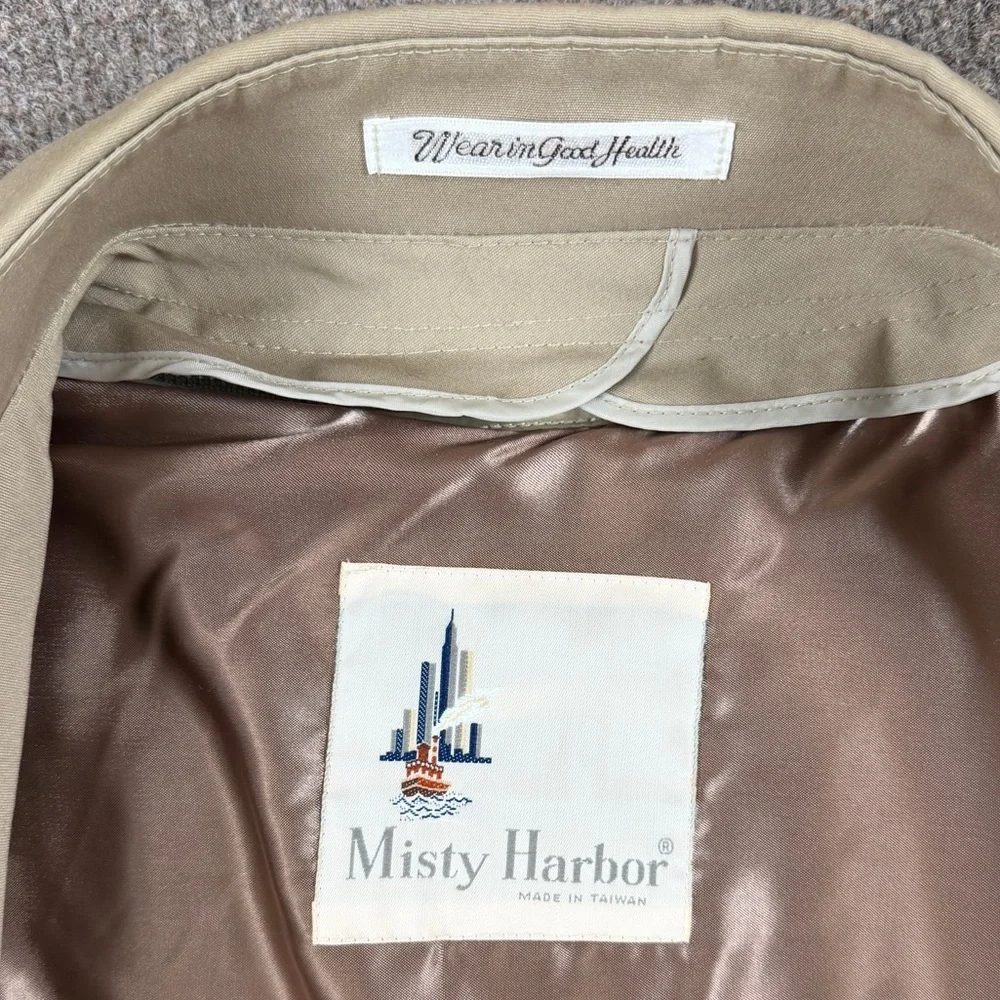 Wear in Good Health
Misty Harbor®
MADE IN TAIWAN